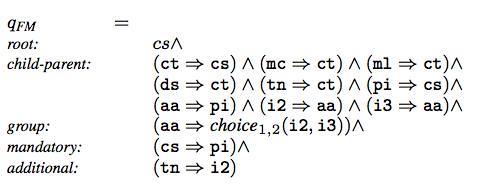 q_FM =
root: cs∧
child-parent: (ct ⇒ cs) ∧ (mc ⇒ ct) ∧ (ml ⇒ ct)∧
(ds ⇒ ct) ∧ (tn ⇒ ct) ∧ (pi ⇒ cs)∧
(aa ⇒ pi) ∧ (i2 ⇒ aa) ∧ (i3 ⇒ aa)∧
group: (aa ⇒ choice_1,2(i2, i3))∧
mandatory: (cs ⇒ pi)∧
additional: (tn ⇒ i2)